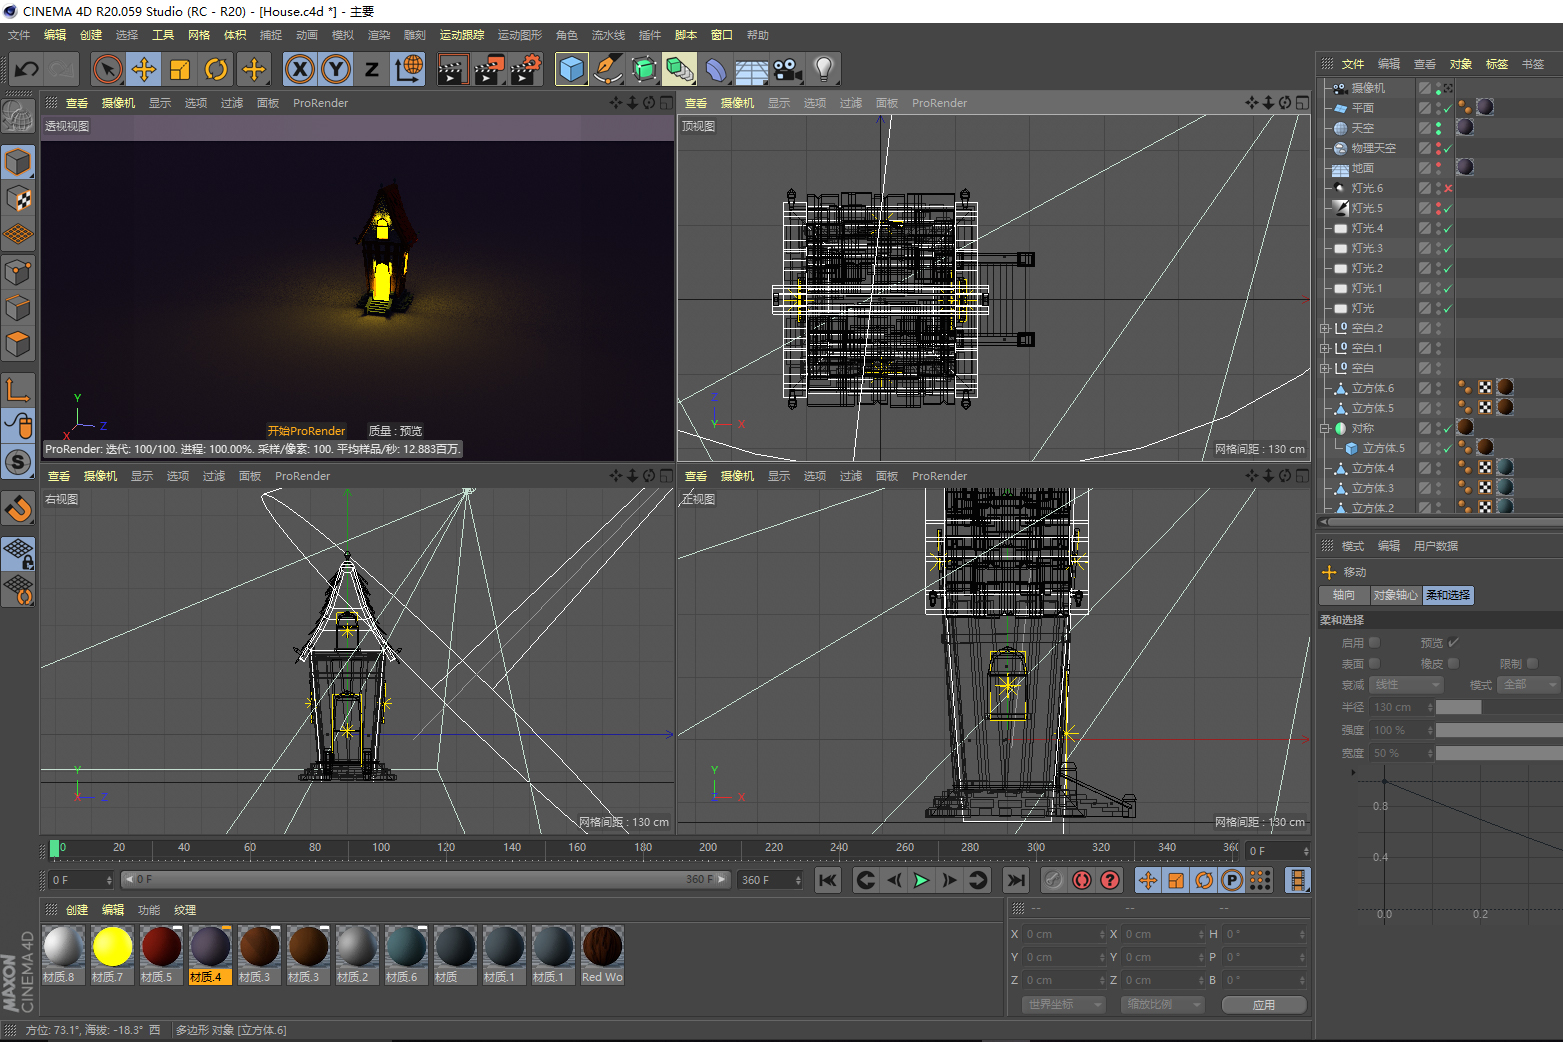 CINEMA 4D R20.059 Studio (RC - R20) - [House.c4d *] - 主要
文件 编辑 创建 选择 工具 网格 体积 捕捉 动画 模拟 渲染 雕刻 运动跟踪 运动图形 角色 流水线 插件 脚本 窗口 帮助
X Y Z
查看 摄像机 显示 选项 过滤 面板 ProRender
透视视图
Y
Z
X
开始ProRender 质量 : 预览
ProRender: 迭代: 100/100. 进程: 100.00%. 采样/像素: 100. 平均样品/秒: 12.883百万.
查看 摄像机 显示 选项 过滤 面板 ProRender
顶视图
Z
X
网格间距 : 130 cm
查看 摄像机 显示 选项 过滤 面板 ProRender
右视图
Y
X Z
网格间距 : 130 cm
查看 摄像机 显示 选项 过滤 面板 ProRender
正视图
Y
Z X
网格间距 : 130 cm
文件 编辑 查看 对象 标签 书签
摄像机
平面
天空
物理天空
地面
灯光.6
灯光.5
灯光.4
灯光.3
灯光.2
灯光.1
灯光
空白.2
空白.1
空白
立方体.6
立方体.5
对称
立方体.5
立方体.4
立方体.3
立方体.2
模式 编辑 用户数据
移动
轴向 对象轴心 柔和选择
柔和选择
启用 预览
表面 橡皮 限制
衰减 线性 模式 全部
半径 130 cm
强度 100 %
宽度 50 %
0.8
0.4
0.0 0.2
0 20 40 60 80 100 120 140 160 180 200 220 240 260 280 300 320 340 36 0 F
0 F 0 F 360 F 360 F
P
创建 编辑 功能 纹理
材质.8 材质.7 材质.5 材质.4 材质.3 材质.3 材质.2 材质.6 材质 材质.1 材质.1 Red Wo
-- -- --
X 0 cm X 0 cm H 0 °
Y 0 cm Y 0 cm P 0 °
Z 0 cm Z 0 cm B 0 °
世界坐标 缩放比例 应用
MAXON
CINEMA 4D
方位: 73.1°, 海拔: -18.3° 西 多边形 对象 [立方体.6]